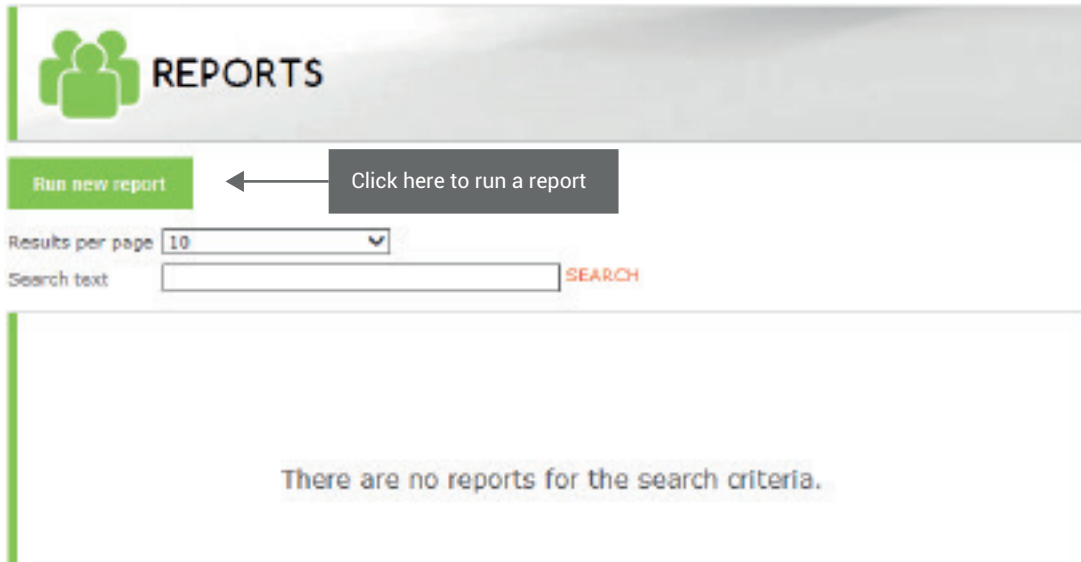 REPORTS
Run new report
Click here to run a report
Results per page 10
Search text
SEARCH
There are no reports for the search criteria.